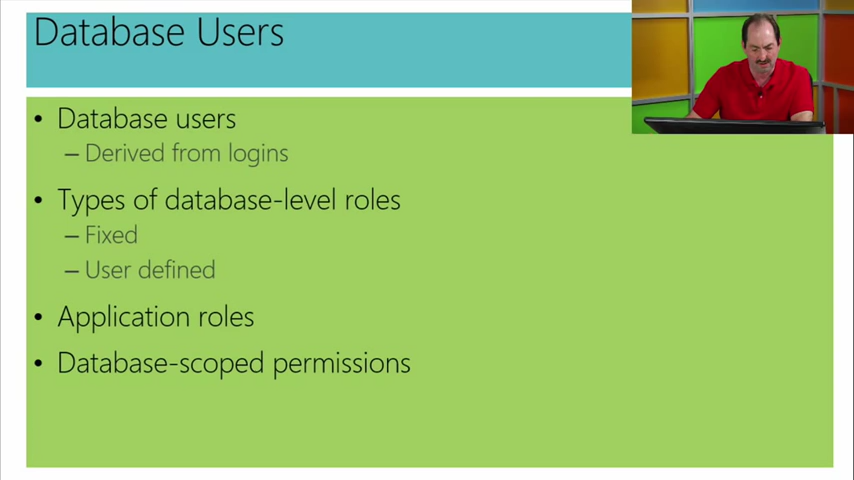 Database Users
• Database users
– Derived from logins
• Types of database-level roles
– Fixed
– User defined
• Application roles
• Database-scoped permissions